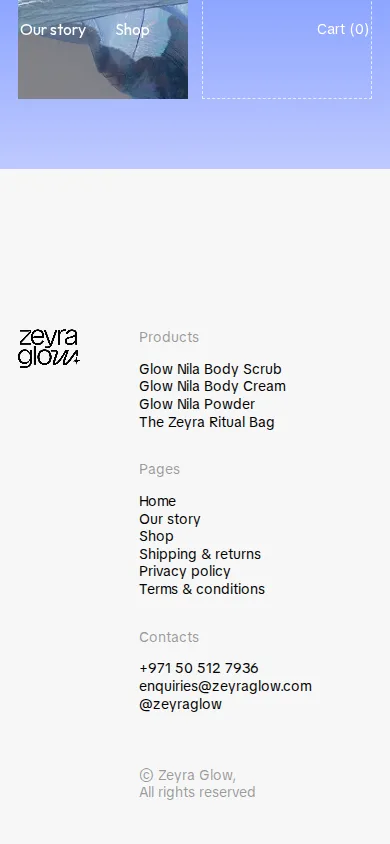 Our story
Shop
Cart (0)
zeyra
glow
Products
Glow Nila Body Scrub
Glow Nila Body Cream
Glow Nila Powder
The Zeyra Ritual Bag
Pages
Home
Our story
Shop
Shipping & returns
Privacy policy
Terms & conditions
Contacts
+971 50 512 7936
enquiries@zeyraglow.com
@zeyraglow
© Zeyra Glow,
All rights reserved